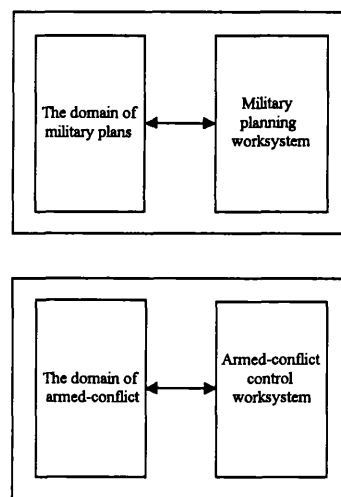 The domain of
military plans
Military
planning
worksystem
The domain of
armed-conflict
Armed-conflict
control
worksystem